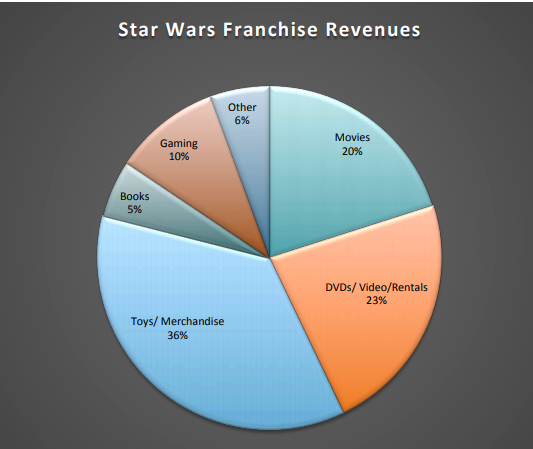 Star Wars Franchise Revenues
Other
6%
Movies
20%
Gaming
10%
Books
5%
DVDs/ Video/Rentals
23%
Toys/ Merchandise
36%